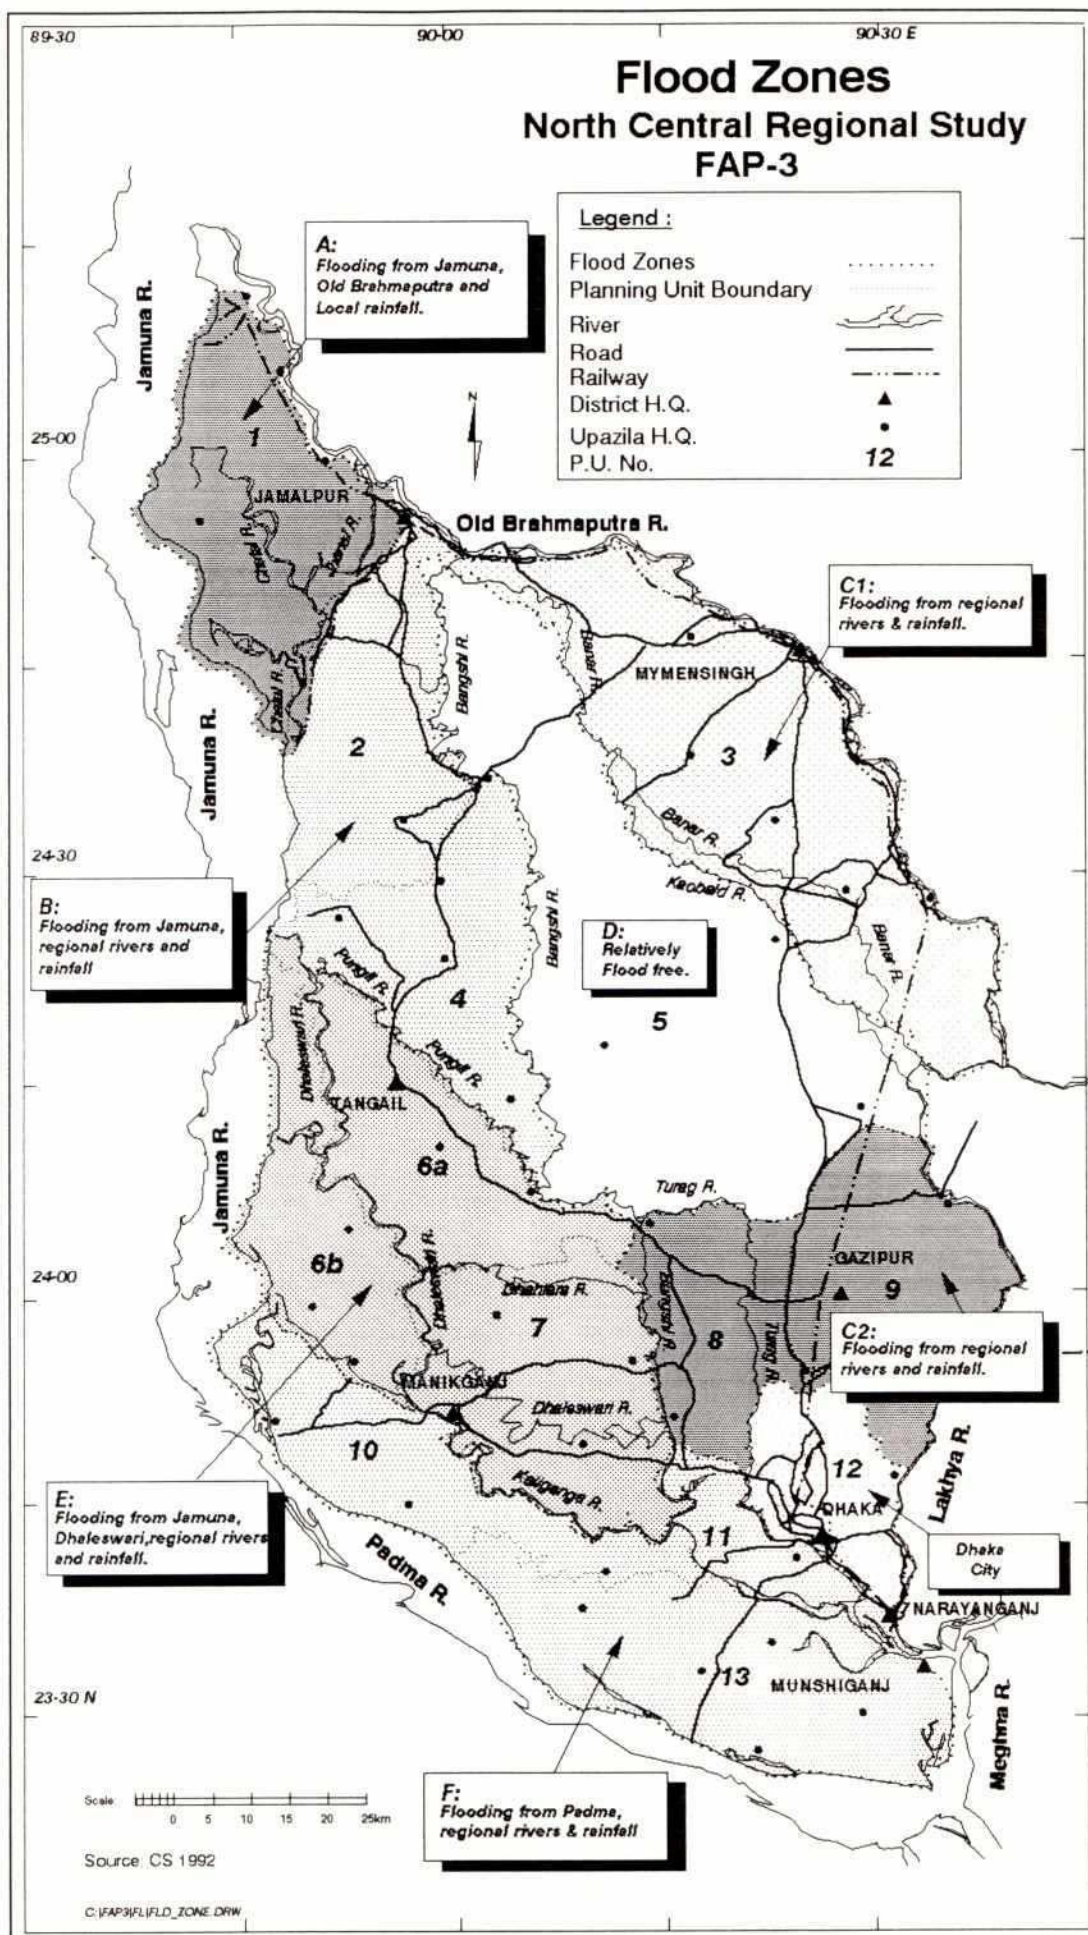 89-30
90-00
90-30 E
Flood Zones
North Central Regional Study
FAP-3
Legend :
Flood Zones
Planning Unit Boundary
River
Road
Railway
District H.Q.
Upazila H.Q.
P.U. No.
12
A:
Flooding from Jamuna,
Old Brahmaputra and
Local rainfall.
Jamuna R.
N
25-00
1
JAMALPUR
Chatal R.
Old Brahmaputra R.
C1:
Flooding from regional
rivers & rainfall.
Banar R.
Bangshi R.
MYMENSINGH
Chatal R.
2
3
Jamuna R.
Banar R.
24-30
B:
Flooding from Jamuna,
regional rivers and
rainfall
D:
Relatively
Flood free.
Bangshi R.
Banar R.
Pungli R.
4
5
Dhaleswari R.
Pungli R.
TANGAIL
Jamuna R.
6a
Turag R.
6b
GAZIPUR
24-00
9
Dhaleswari R.
7
8
Turag R.
C2:
Flooding from regional
rivers and rainfall.
MANIKGANJ
Dhaleswari R.
10
12
Lakhya R.
E:
Flooding from Jamuna,
Dhaleswari,regional rivers
and rainfall.
Kaliganga R.
DHAKA
11
Dhaka
City
Padma R.
NARAYANGANJ
13
MUNSHIGANJ
23-30 N
Meghna R.
F:
Flooding from Padma,
regional rivers & rainfall
Scale
0 5 10 15 20 25km
Source: CS 1992
C:\FAP3\FL\FLD_ZONE.DRW